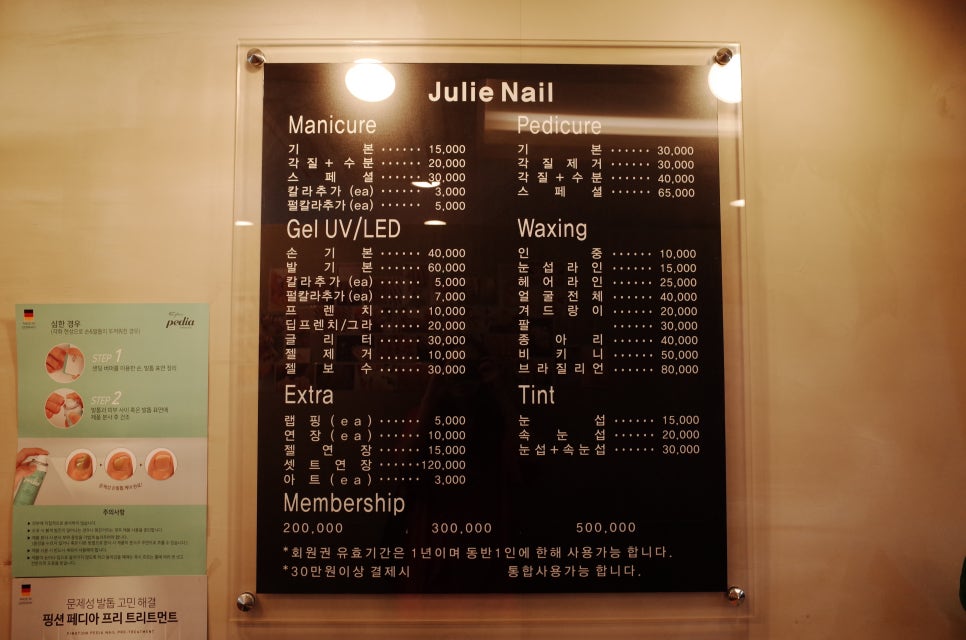 Julie Nail
Manicure
기 본 ······ 15,000
각 질 + 수 분 ······ 20,000
스 페 셜 ······ 30,000
칼라추가 (ea) ······ 3,000
펄칼라추가 (ea) ······ 5,000
Gel UV/LED
손 기 본 ······ 40,000
발 기 본 ······ 60,000
칼라추가 (ea) ······ 5,000
펄칼라추가 (ea) ······ 7,000
프 렌 치 ······ 10,000
딥프렌치/그라 ······ 20,000
글 리 터 ······ 30,000
젤 제 거 ······ 10,000
젤 보 수 ······ 30,000
Extra
랩 핑 (ea) ······ 5,000
연 장 (ea) ······ 10,000
젤 연 장 ······ 15,000
셋 트 연 장 ······ 120,000
아 트 (ea) ······ 3,000
Pedicure
기 본 ······ 30,000
각 질 제 거 ······ 30,000
각 질 + 수 분 ······ 40,000
스 페 셜 ······ 65,000
Waxing
인 중 ······ 10,000
눈 썹 라 인 ······ 15,000
헤 어 라 인 ······ 25,000
얼 굴 전 체 ······ 40,000
겨 드 랑 이 ······ 20,000
팔 ······ 30,000
종 아 리 ······ 40,000
비 키 니 ······ 50,000
브 라 질 리 언 ······ 80,000
Tint
눈 썹 ······ 15,000
속 눈 썹 ······ 20,000
눈썹+속눈썹 ······ 30,000
Membership
200,000 300,000 500,000
*회원권 유효기간은 1년이며 동반1인에 한해 사용가능 합니다.
*30만원이상 결제시 통합사용가능 합니다.
심한 경우
pedia
STEP 1
STEP 2
제품 분사 후 건조
주의사항
문제성 발톱 고민 해결
핑션 페디아 프리 트리트먼트